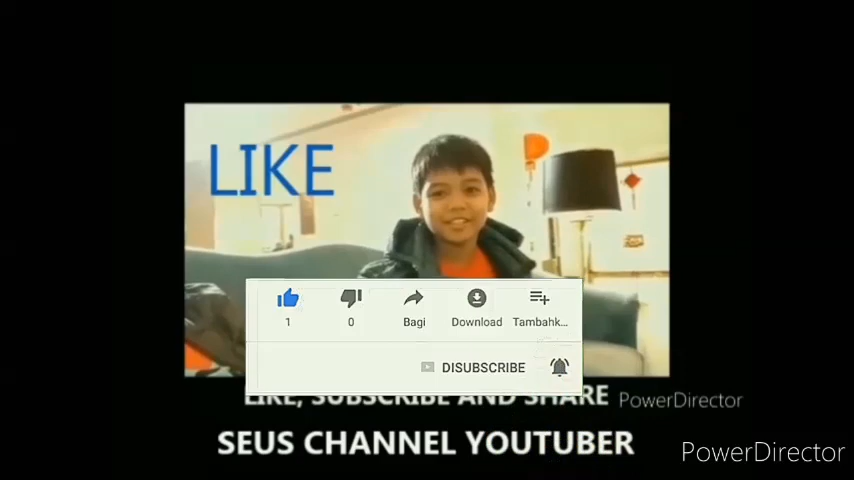 LIKE
1 0 Bagi Download Tambahk...
DISUBSCRIBE
LIKE, SUBSCRIBE AND SHARE
PowerDirector
SEUS CHANNEL YOUTUBER
PowerDirector